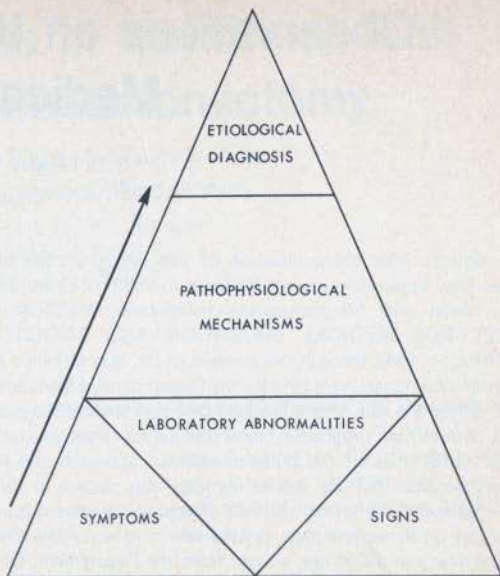 ETIOLOGICAL
DIAGNOSIS
PATHOPHYSIOLOGICAL
MECHANISMS
LABORATORY ABNORMALITIES
SYMPTOMS
SIGNS